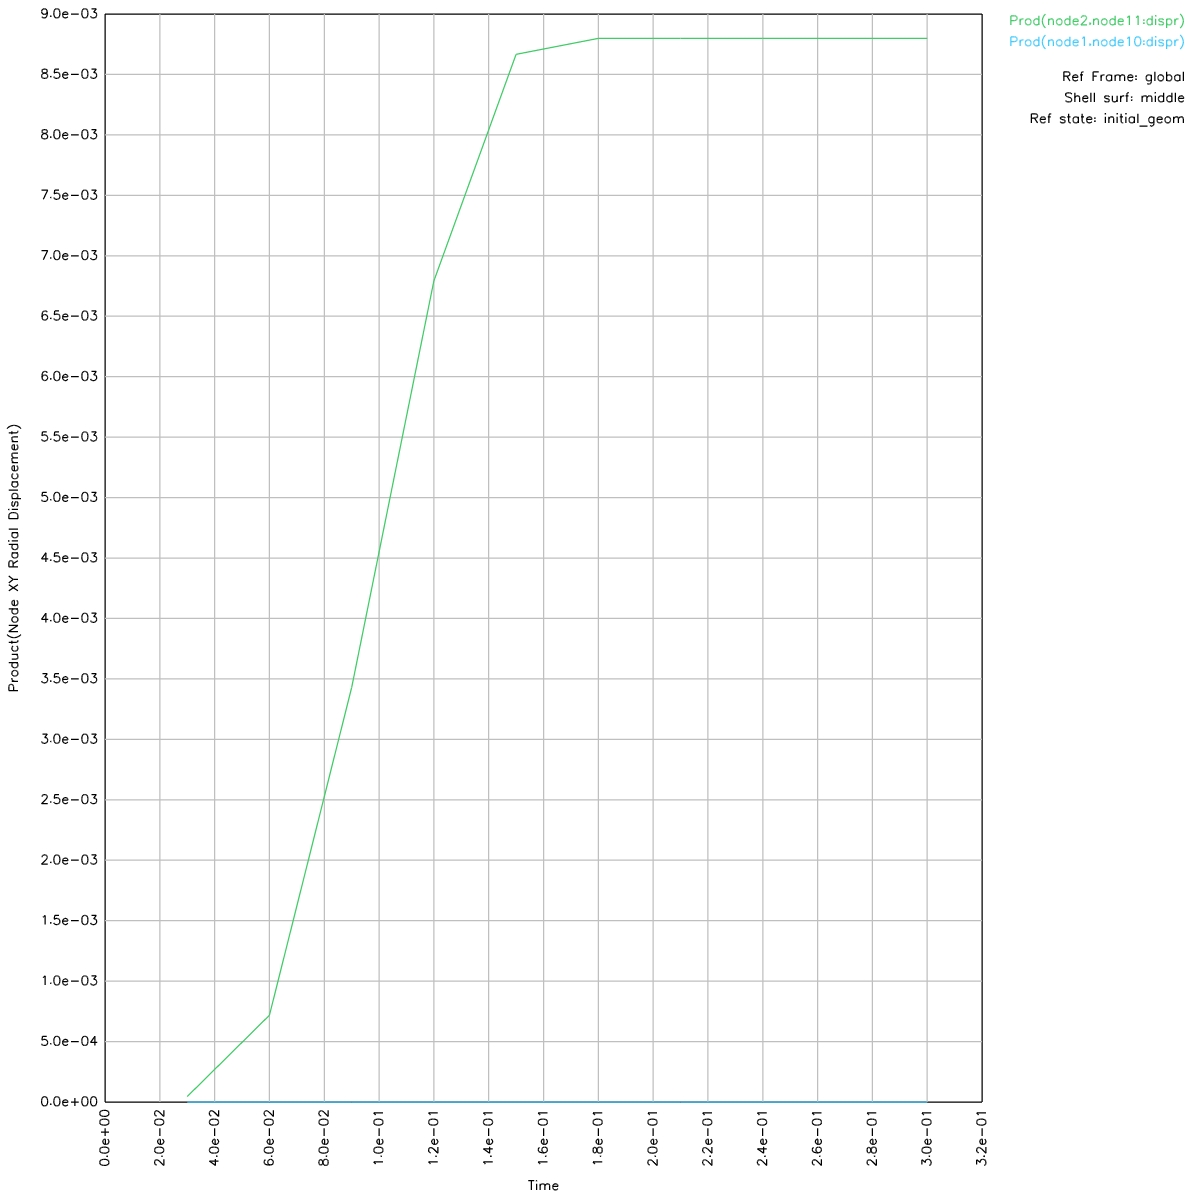 9.0e-03
8.5e-03
8.0e-03
7.5e-03
7.0e-03
6.5e-03
6.0e-03
5.5e-03
5.0e-03
4.5e-03
4.0e-03
3.5e-03
3.0e-03
2.5e-03
2.0e-03
1.5e-03
1.0e-03
5.0e-04
0.0e+00
Product(Node XY Radial Displacement)
0.0e+00
2.0e-02
4.0e-02
6.0e-02
8.0e-02
1.0e-01
1.2e-01
1.4e-01
1.6e-01
1.8e-01
2.0e-01
2.2e-01
2.4e-01
2.6e-01
2.8e-01
3.0e-01
3.2e-01
Time
Prod(node2,node11:dispr)
Prod(node1,node10:dispr)
Ref Frame: global
Shell surf: middle
Ref state: initial_geom